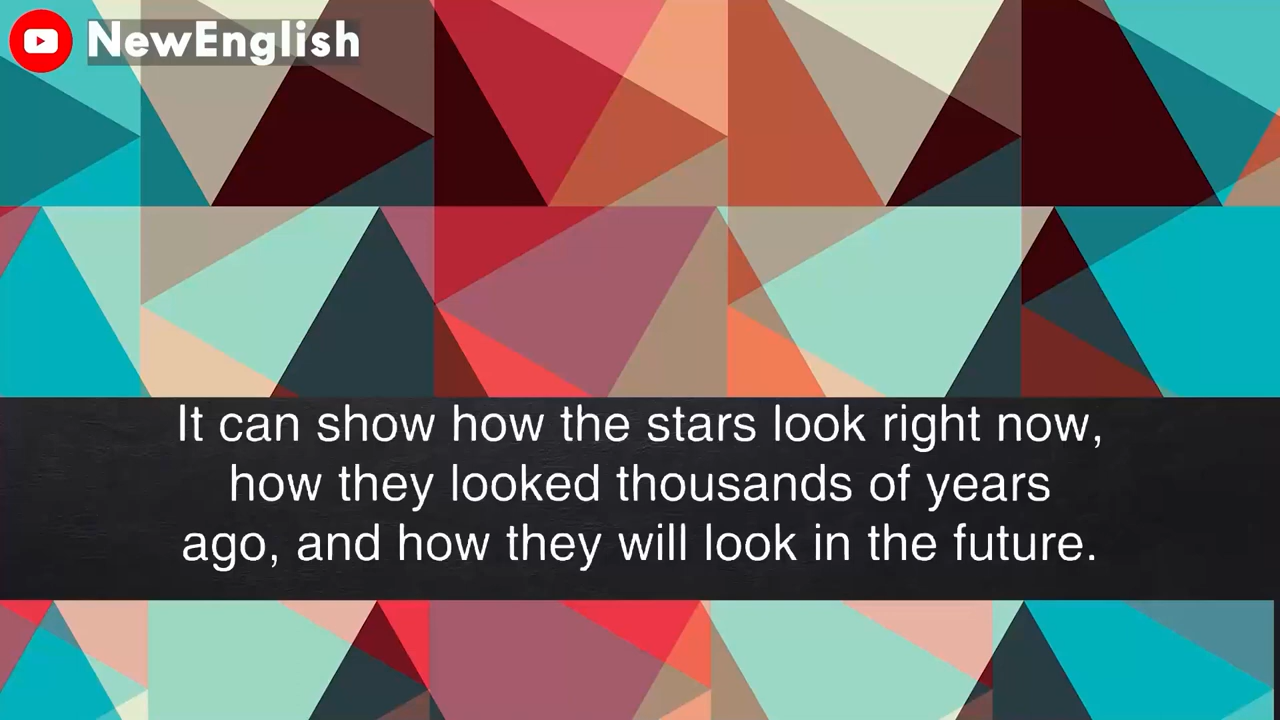 NewEnglish
It can show how the stars look right now,
how they looked thousands of years
ago, and how they will look in the future.